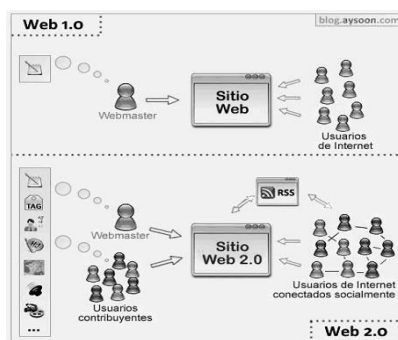 Web 1.0
blog.aysoon.com
Webmaster
Sitio
Web
Usuarios
de Internet
TAG
RSS
Webmaster
Sitio
Web 2.0
Usuarios
contribuyentes
Usuarios de Internet
conectados socialmente
...
Web 2.0